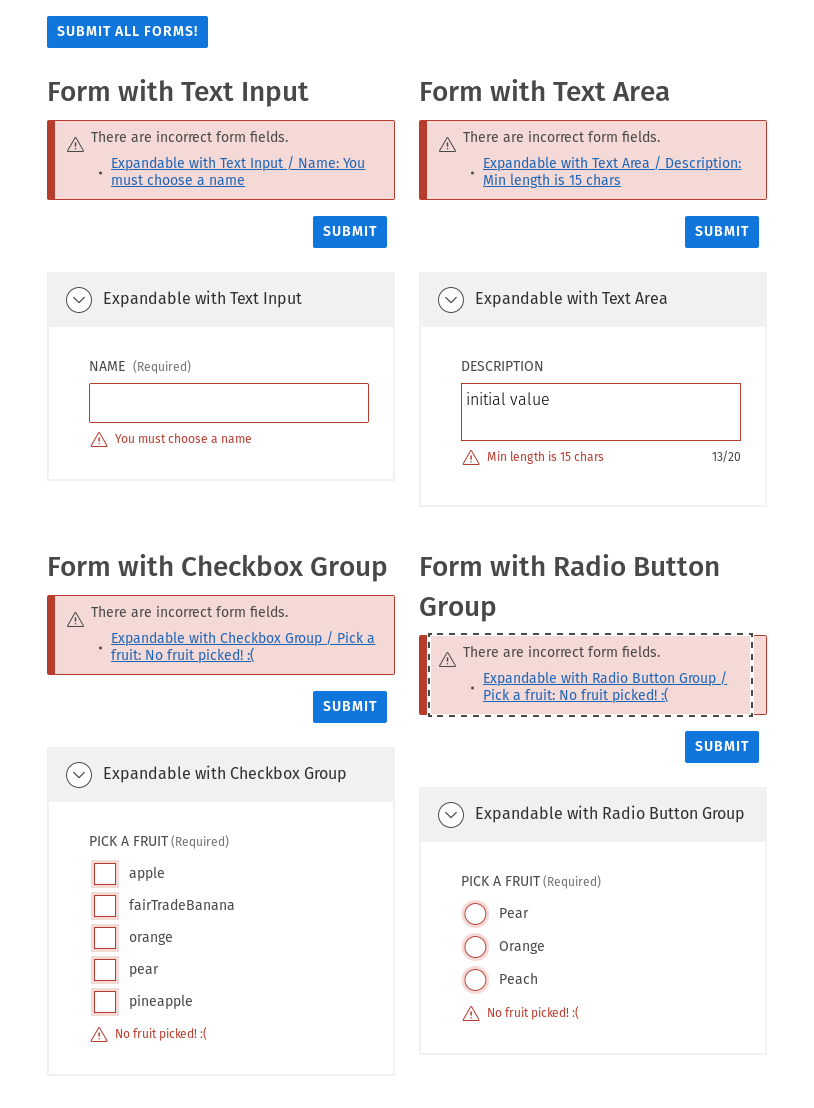 SUBMIT ALL FORMS!
Form with Text Input
There are incorrect form fields.
Expandable with Text Input / Name: You
must choose a name
SUBMIT
Expandable with Text Input
NAME (Required)
You must choose a name
Form with Text Area
There are incorrect form fields.
Expandable with Text Area / Description:
Min length is 15 chars
SUBMIT
Expandable with Text Area
DESCRIPTION
initial value
Min length is 15 chars 13/20
Form with Checkbox Group
There are incorrect form fields.
Expandable with Checkbox Group / Pick a
fruit: No fruit picked! :(
SUBMIT
Expandable with Checkbox Group
PICK A FRUIT (Required)
apple
fairTradeBanana
orange
pear
pineapple
No fruit picked! :(
Form with Radio Button
Group
There are incorrect form fields.
Expandable with Radio Button Group /
Pick a fruit: No fruit picked! :(
SUBMIT
Expandable with Radio Button Group
PICK A FRUIT (Required)
Pear
Orange
Peach
No fruit picked! :(